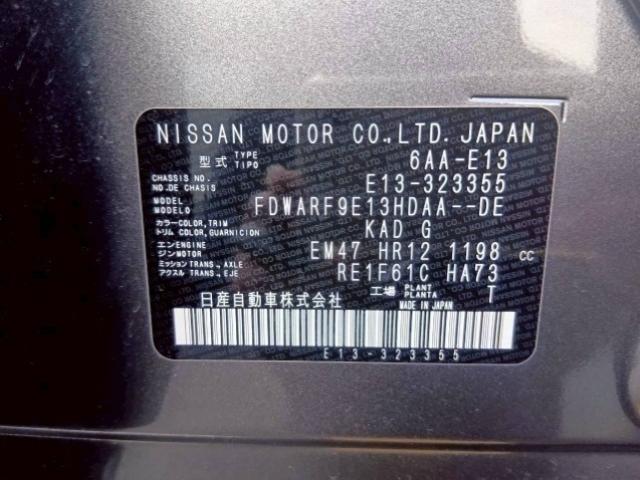 NISSAN MOTOR CO.,LTD. JAPAN
型式 TYPE TIPO 6AA-E13
CHASSIS NO. NO.DE CHASIS E13-323355
MODEL MODELO FDWARF9E13HDAA--DE
カラー COLOR,TRIM トリム COLOR,GUARNICION KAD G
エンジン ENGINE MOTOR EM47 HR12 1198 cc
ミッション TRANS., AXLE アクスル TRANS., EJE RE1F61C HA73
工場 PLANT PLANTA T
日産自動車株式会社 MADE IN JAPAN
E13-323355